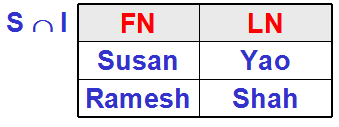 S ∩ I FN LN
Susan Yao
Ramesh Shah